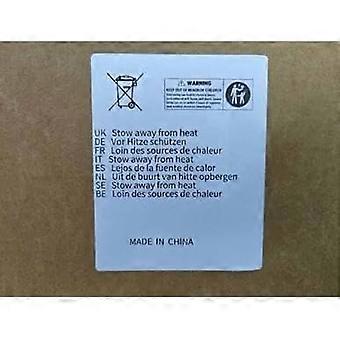 WARNING
KEEP OUT OF REACH OF CHILDREN
UK Stow away from heat
DE Vor Hitze schützen
FR Loin des sources de chaleur
IT Stow away from heat
ES Lejos de la fuente de calor
NL Uit de buurt van hitte opbergen
SE Stow away from heat
BE Loin des sources de chaleur
MADE IN CHINA